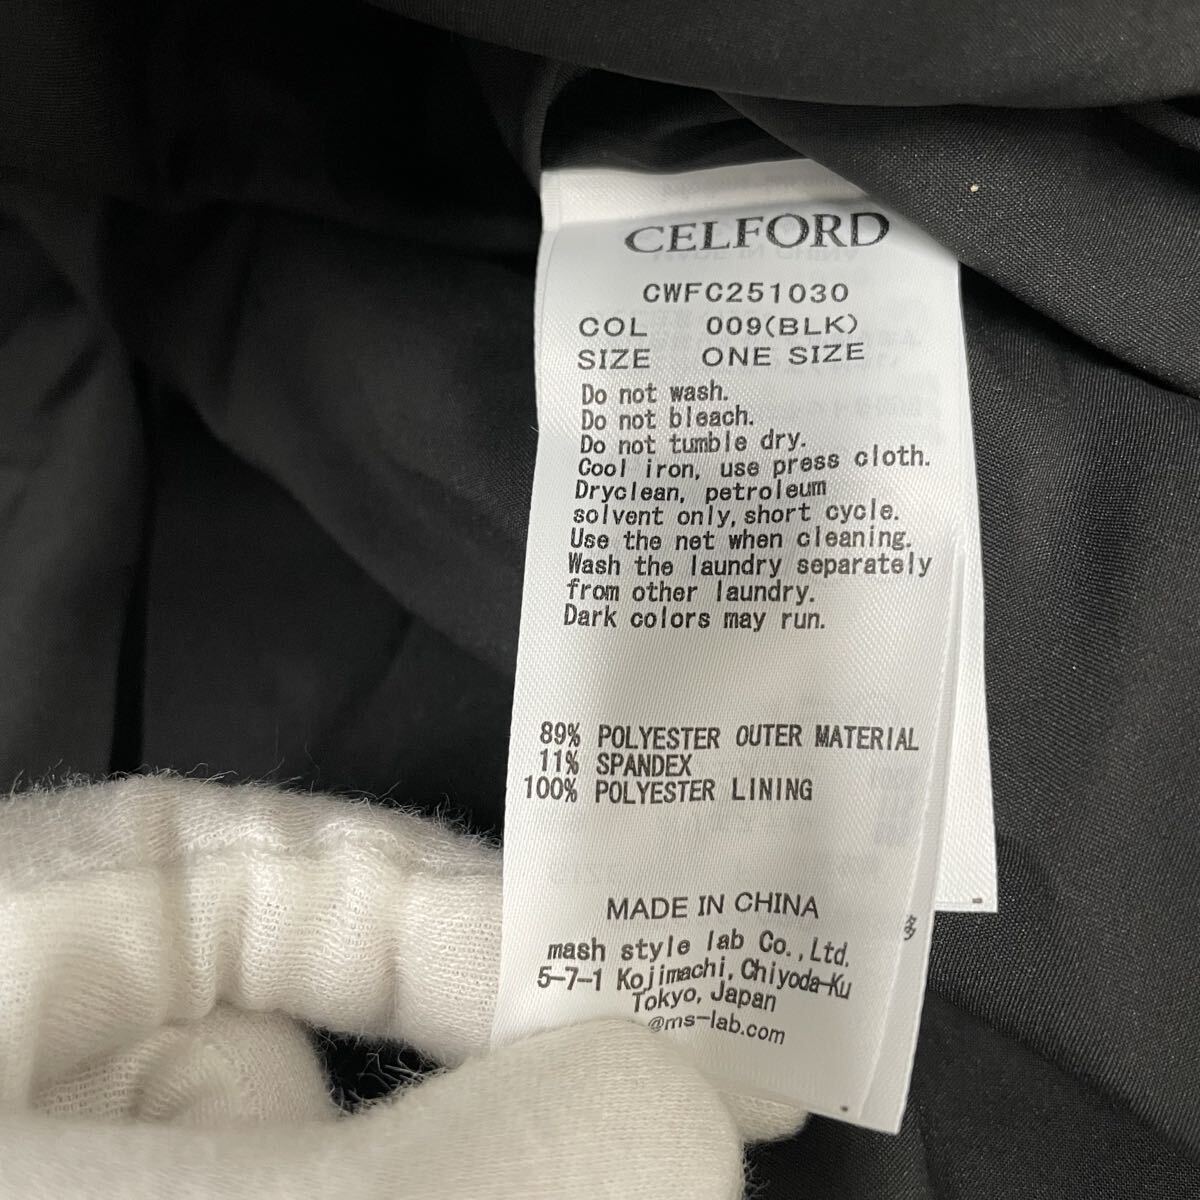 CELFORD
CWFC251030
COL 009(BLK)
SIZE ONE SIZE
Do not wash.
Do not bleach.
Do not tumble dry.
Cool iron, use press cloth.
Dryclean, petroleum
solvent only, short cycle.
Use the net when cleaning.
Wash the laundry separately
from other laundry.
Dark colors may run.
89% POLYESTER OUTER MATERIAL
11% SPANDEX
100% POLYESTER LINING
MADE IN CHINA
mash style lab Co.,Ltd.
5-7-1 Kojimachi, Chiyoda-Ku
Tokyo, Japan
@ms-lab.com